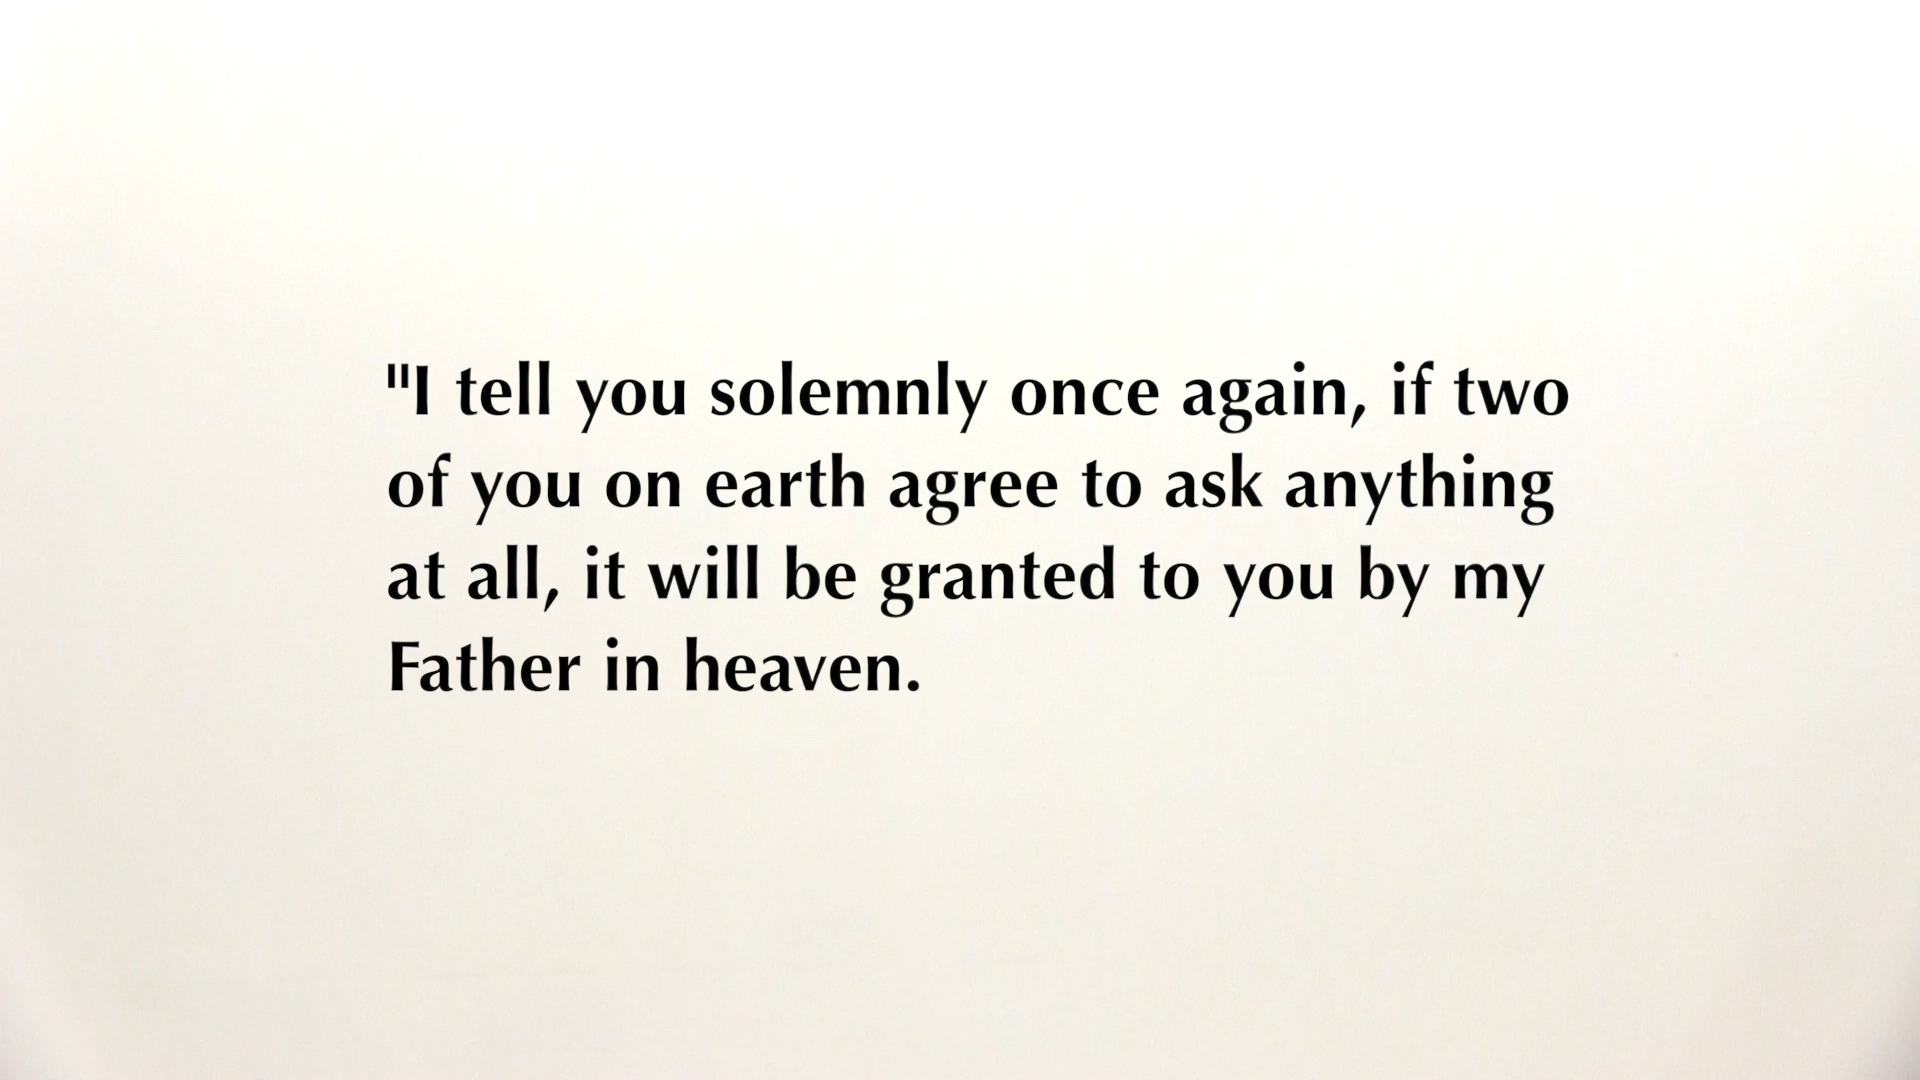 "I tell you solemnly once again, if two
of you on earth agree to ask anything
at all, it will be granted to you by my
Father in heaven.